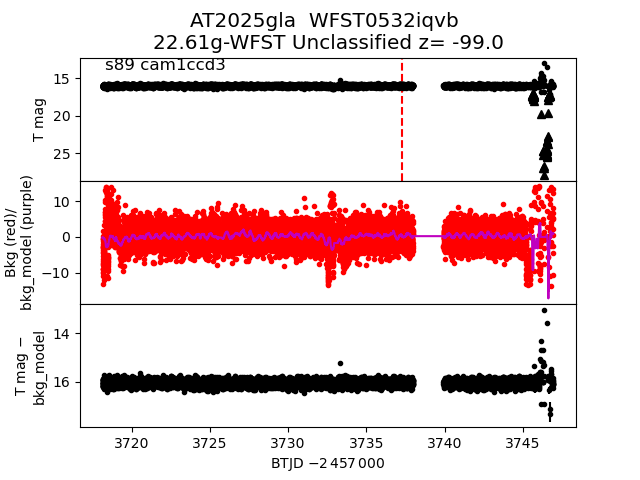 AT2025gla  WFST0532iqvb
22.61g-WFST Unclassified z= -99.0
s89 cam1ccd3
15
20
25
T mag
10
0
−10
Bkg (red)/
bkg_model (purple)
14
16
T mag −
bkg_model
3720 3725 3730 3735 3740 3745
BTJD −2 457 000